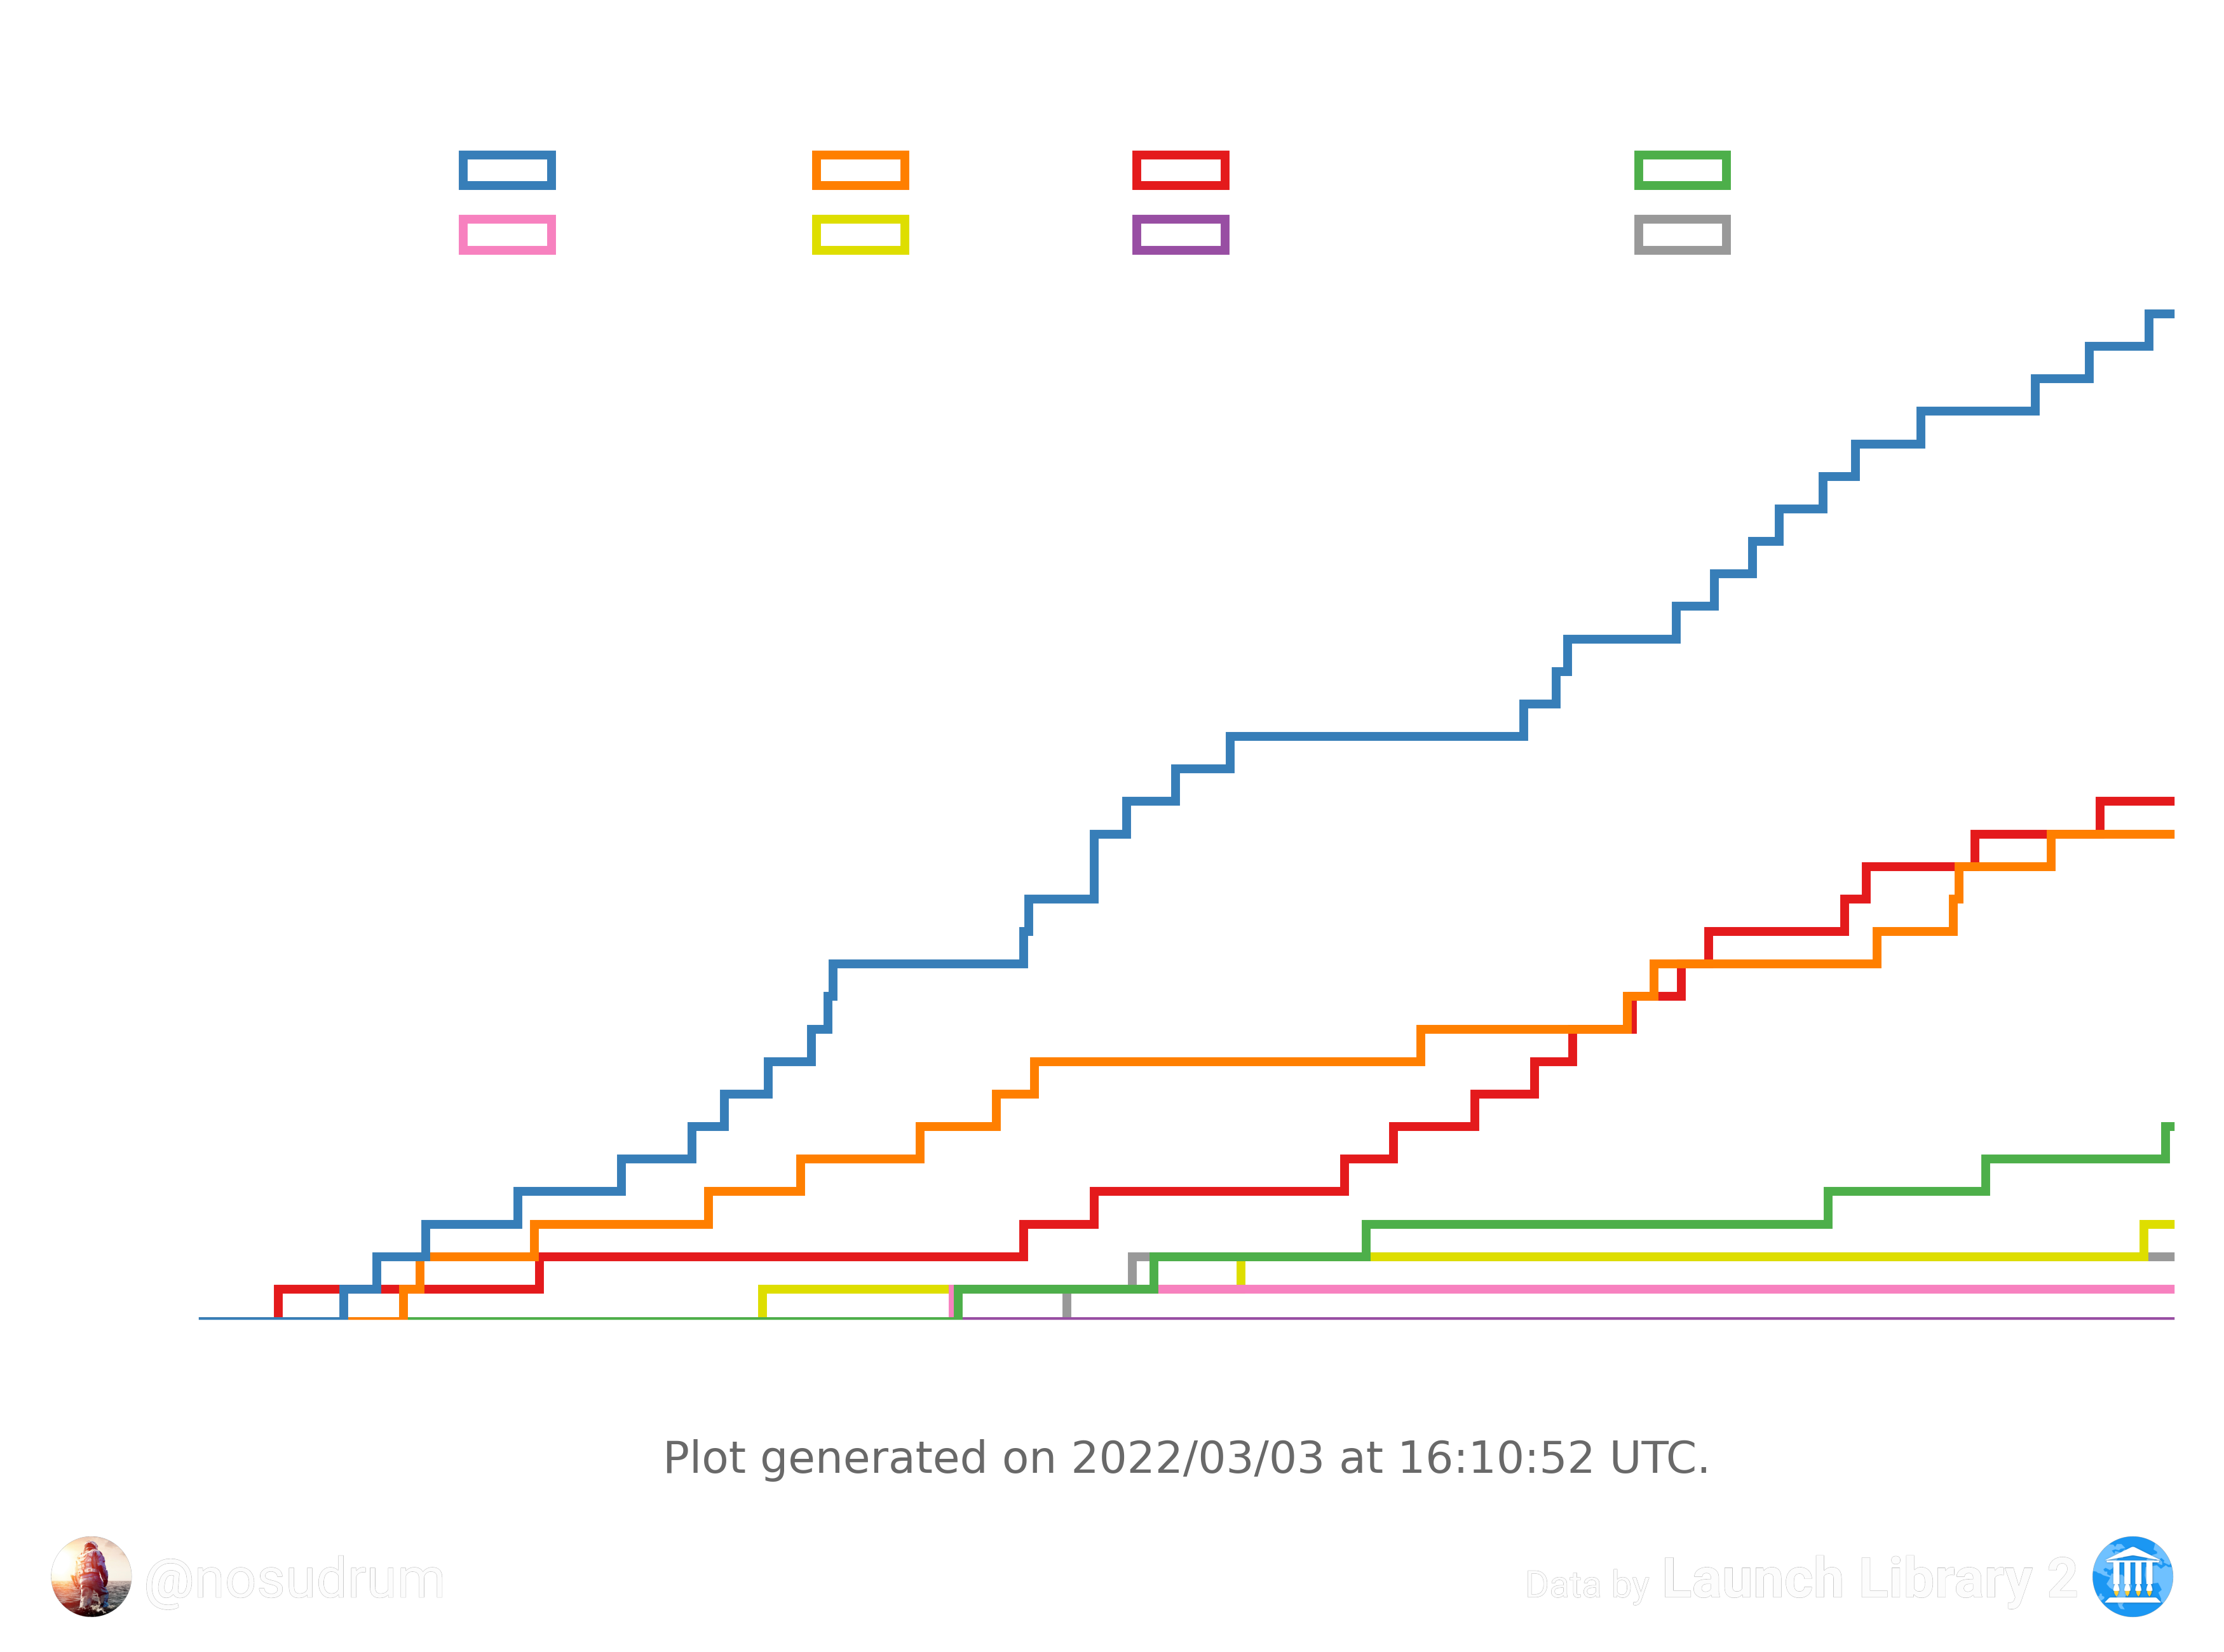 Plot generated on 2022/03/03 at 16:10:52 UTC.
@nosudrum
Data by Launch Library 2